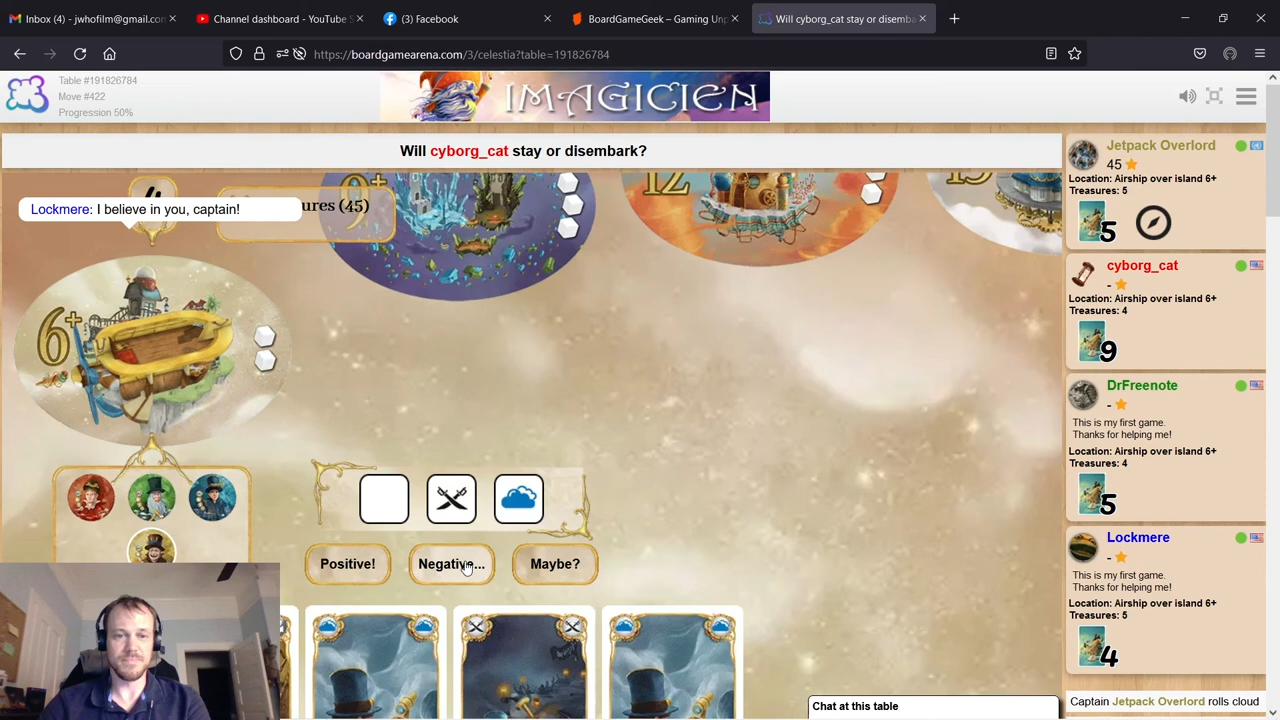 Inbox (4) - jwhofilm@gmail.con
Channel dashboard - YouTube S
(3) Facebook
BoardGameGeek – Gaming Unp
Will cyborg_cat stay or disemba
https://boardgamearena.com/3/celestia?table=191826784
Table #191826784
Move #422
Progression 50%
IMAGICIEN
Will cyborg_cat stay or disembark?
Lockmere: I believe in you, captain!
4
ures (45)
9+
12
15
6+
Positive!
Negative...
Maybe?
Jetpack Overlord
45
Location: Airship over island 6+
Treasures: 5
5
cyborg_cat
-
Location: Airship over island 6+
Treasures: 4
9
DrFreenote
-
This is my first game.
Thanks for helping me!
Location: Airship over island 6+
Treasures: 4
5
Lockmere
-
This is my first game.
Thanks for helping me!
Location: Airship over island 6+
Treasures: 5
4
Chat at this table
Captain Jetpack Overlord rolls cloud